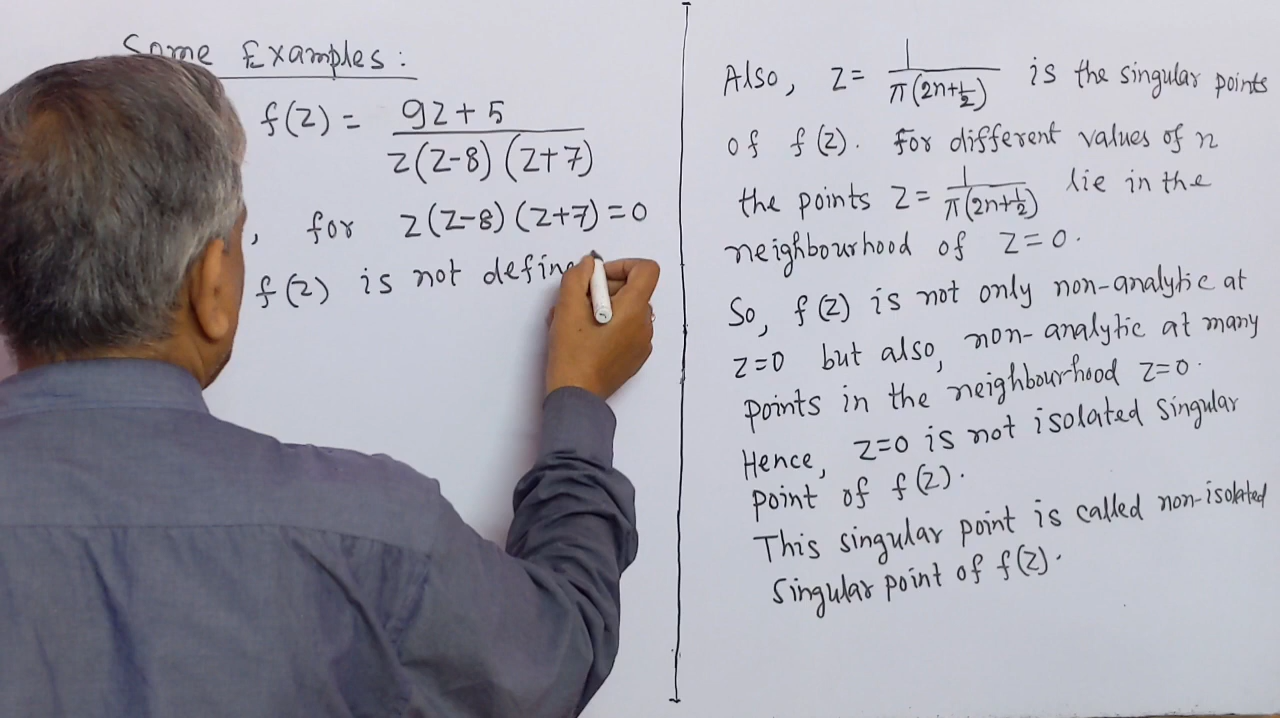 Some Examples:
f(z) = 9z+5 / z(z-8)(z+7)
, for z(z-8)(z+7)=0
f(z) is not define
Also, z = 1/π(2n+1/2) is the singular points
of f(z). For different values of n
the points z = 1/π(2n+1/2) lie in the
neighbourhood of z=0.
So, f(z) is not only non-analytic at
z=0 but also, non-analytic at many
points in the neighbourhood z=0.
Hence, z=0 is not isolated singular
point of f(z).
This singular point is called non-isolated
singular point of f(z).